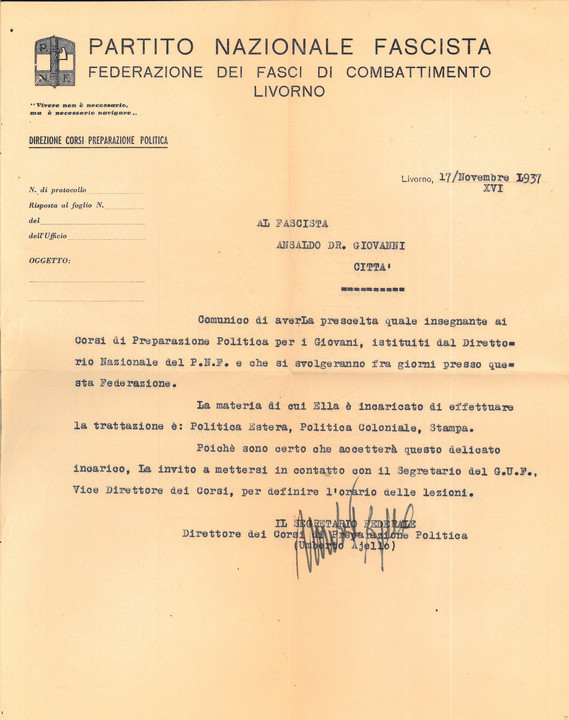 P. N.
N. F.
PARTITO NAZIONALE FASCISTA
FEDERAZIONE DEI FASCI DI COMBATTIMENTO
LIVORNO
"Vivere non è necessario,
ma è necessario navigare„
DIREZIONE CORSI PREPARAZIONE POLITICA
Livorno, 17/Novembre 1937
XVI
N. di protocollo
Risposta al foglio N.
del
dell'Ufficio
OGGETTO:
AL FASCISTA
ANSALDO DR. GIOVANNI
CITTA'
Comunico di averLa prescelta quale insegnante ai
Corsi di Preparazione Politica per i Giovani, istituiti dal Diretto=
rio Nazionale del P.N.F. e che si svolgeranno fra giorni presso que=
sta Federazione.
La materia di cui Ella è incaricato di effettuare
la trattazione è: Politica Estera, Politica Coloniale, Stampa.
Poichè sono certo che accetterà questo delicato
incarico, La invito a mettersi in contatto con il Segretario del G.U.F.,
Vice Direttore dei Corsi, per definire l'orario delle lezioni.
IL SEGRETARIO FEDERALE
Direttore dei Corsi di Preparazione Politica
(Umberto Ajello)